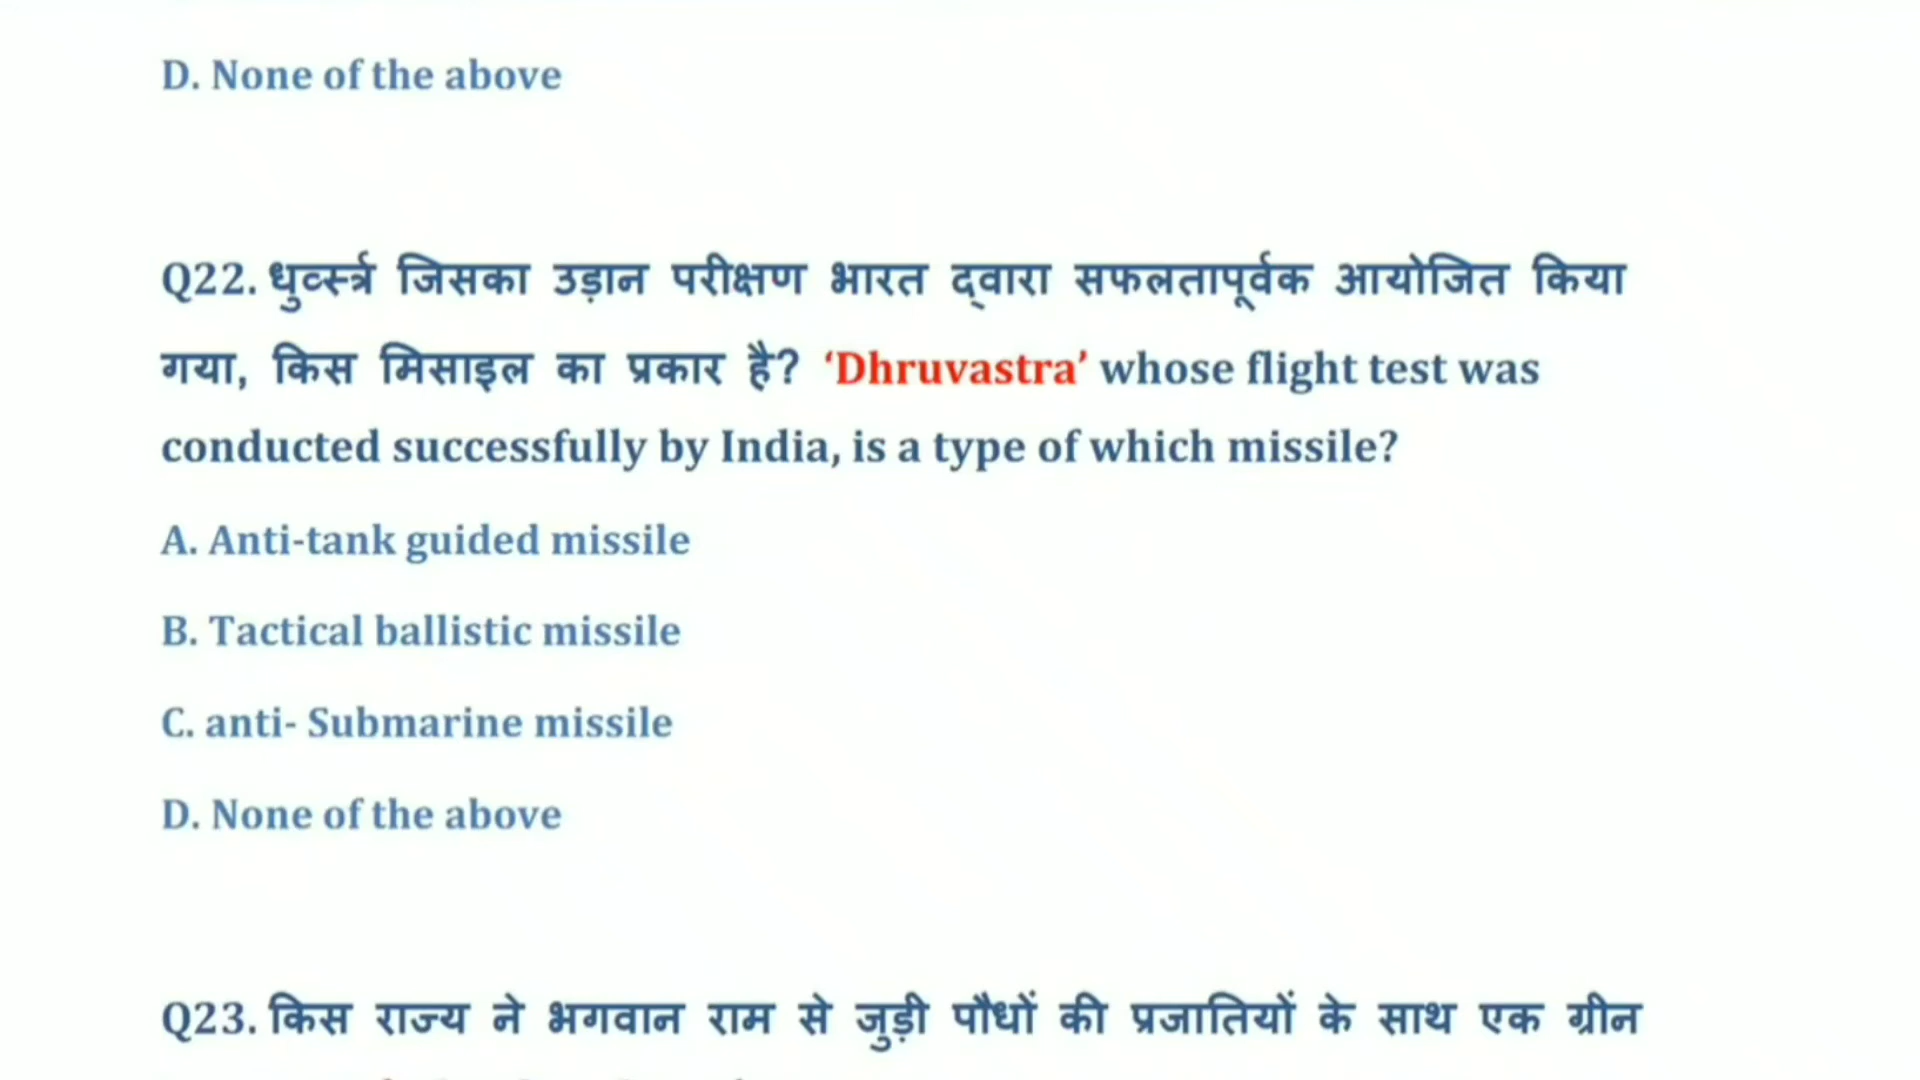 D. None of the above
Q22. धुर्व्स्त्र जिसका उड़ान परीक्षण भारत द्वारा सफलतापूर्वक आयोजित किया
गया, किस मिसाइल का प्रकार है? ‘Dhruvastra’ whose flight test was
conducted successfully by India, is a type of which missile?
A. Anti-tank guided missile
B. Tactical ballistic missile
C. anti- Submarine missile
D. None of the above
Q23. किस राज्य ने भगवान राम से जुड़ी पौधों की प्रजातियों के साथ एक ग्रीन